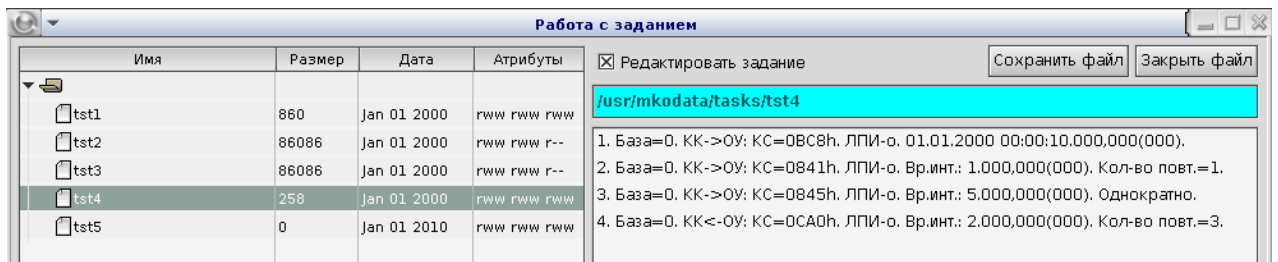 Работа с заданием
Имя Размер Дата Атрибуты
tst1 860 Jan 01 2000 rww rww rww
tst2 86086 Jan 01 2000 rww rww r--
tst3 86086 Jan 01 2000 rww rww r--
tst4 258 Jan 01 2000 rww rww rww
tst5 0 Jan 01 2010 rww rww rww
Редактировать задание Сохранить файл Закрыть файл
/usr/mkodata/tasks/tst4
1. База=0. КК->ОУ: КС=0BC8h. ЛПИ-о. 01.01.2000 00:00:10.000,000(000).
2. База=0. КК->ОУ: КС=0841h. ЛПИ-о. Вр.инт.: 1.000,000(000). Кол-во повт.=1.
3. База=0. КК->ОУ: КС=0845h. ЛПИ-о. Вр.инт.: 5.000,000(000). Однократно.
4. База=0. КК<-ОУ: КС=0CA0h. ЛПИ-о. Вр.инт.: 2.000,000(000). Кол-во повт.=3.